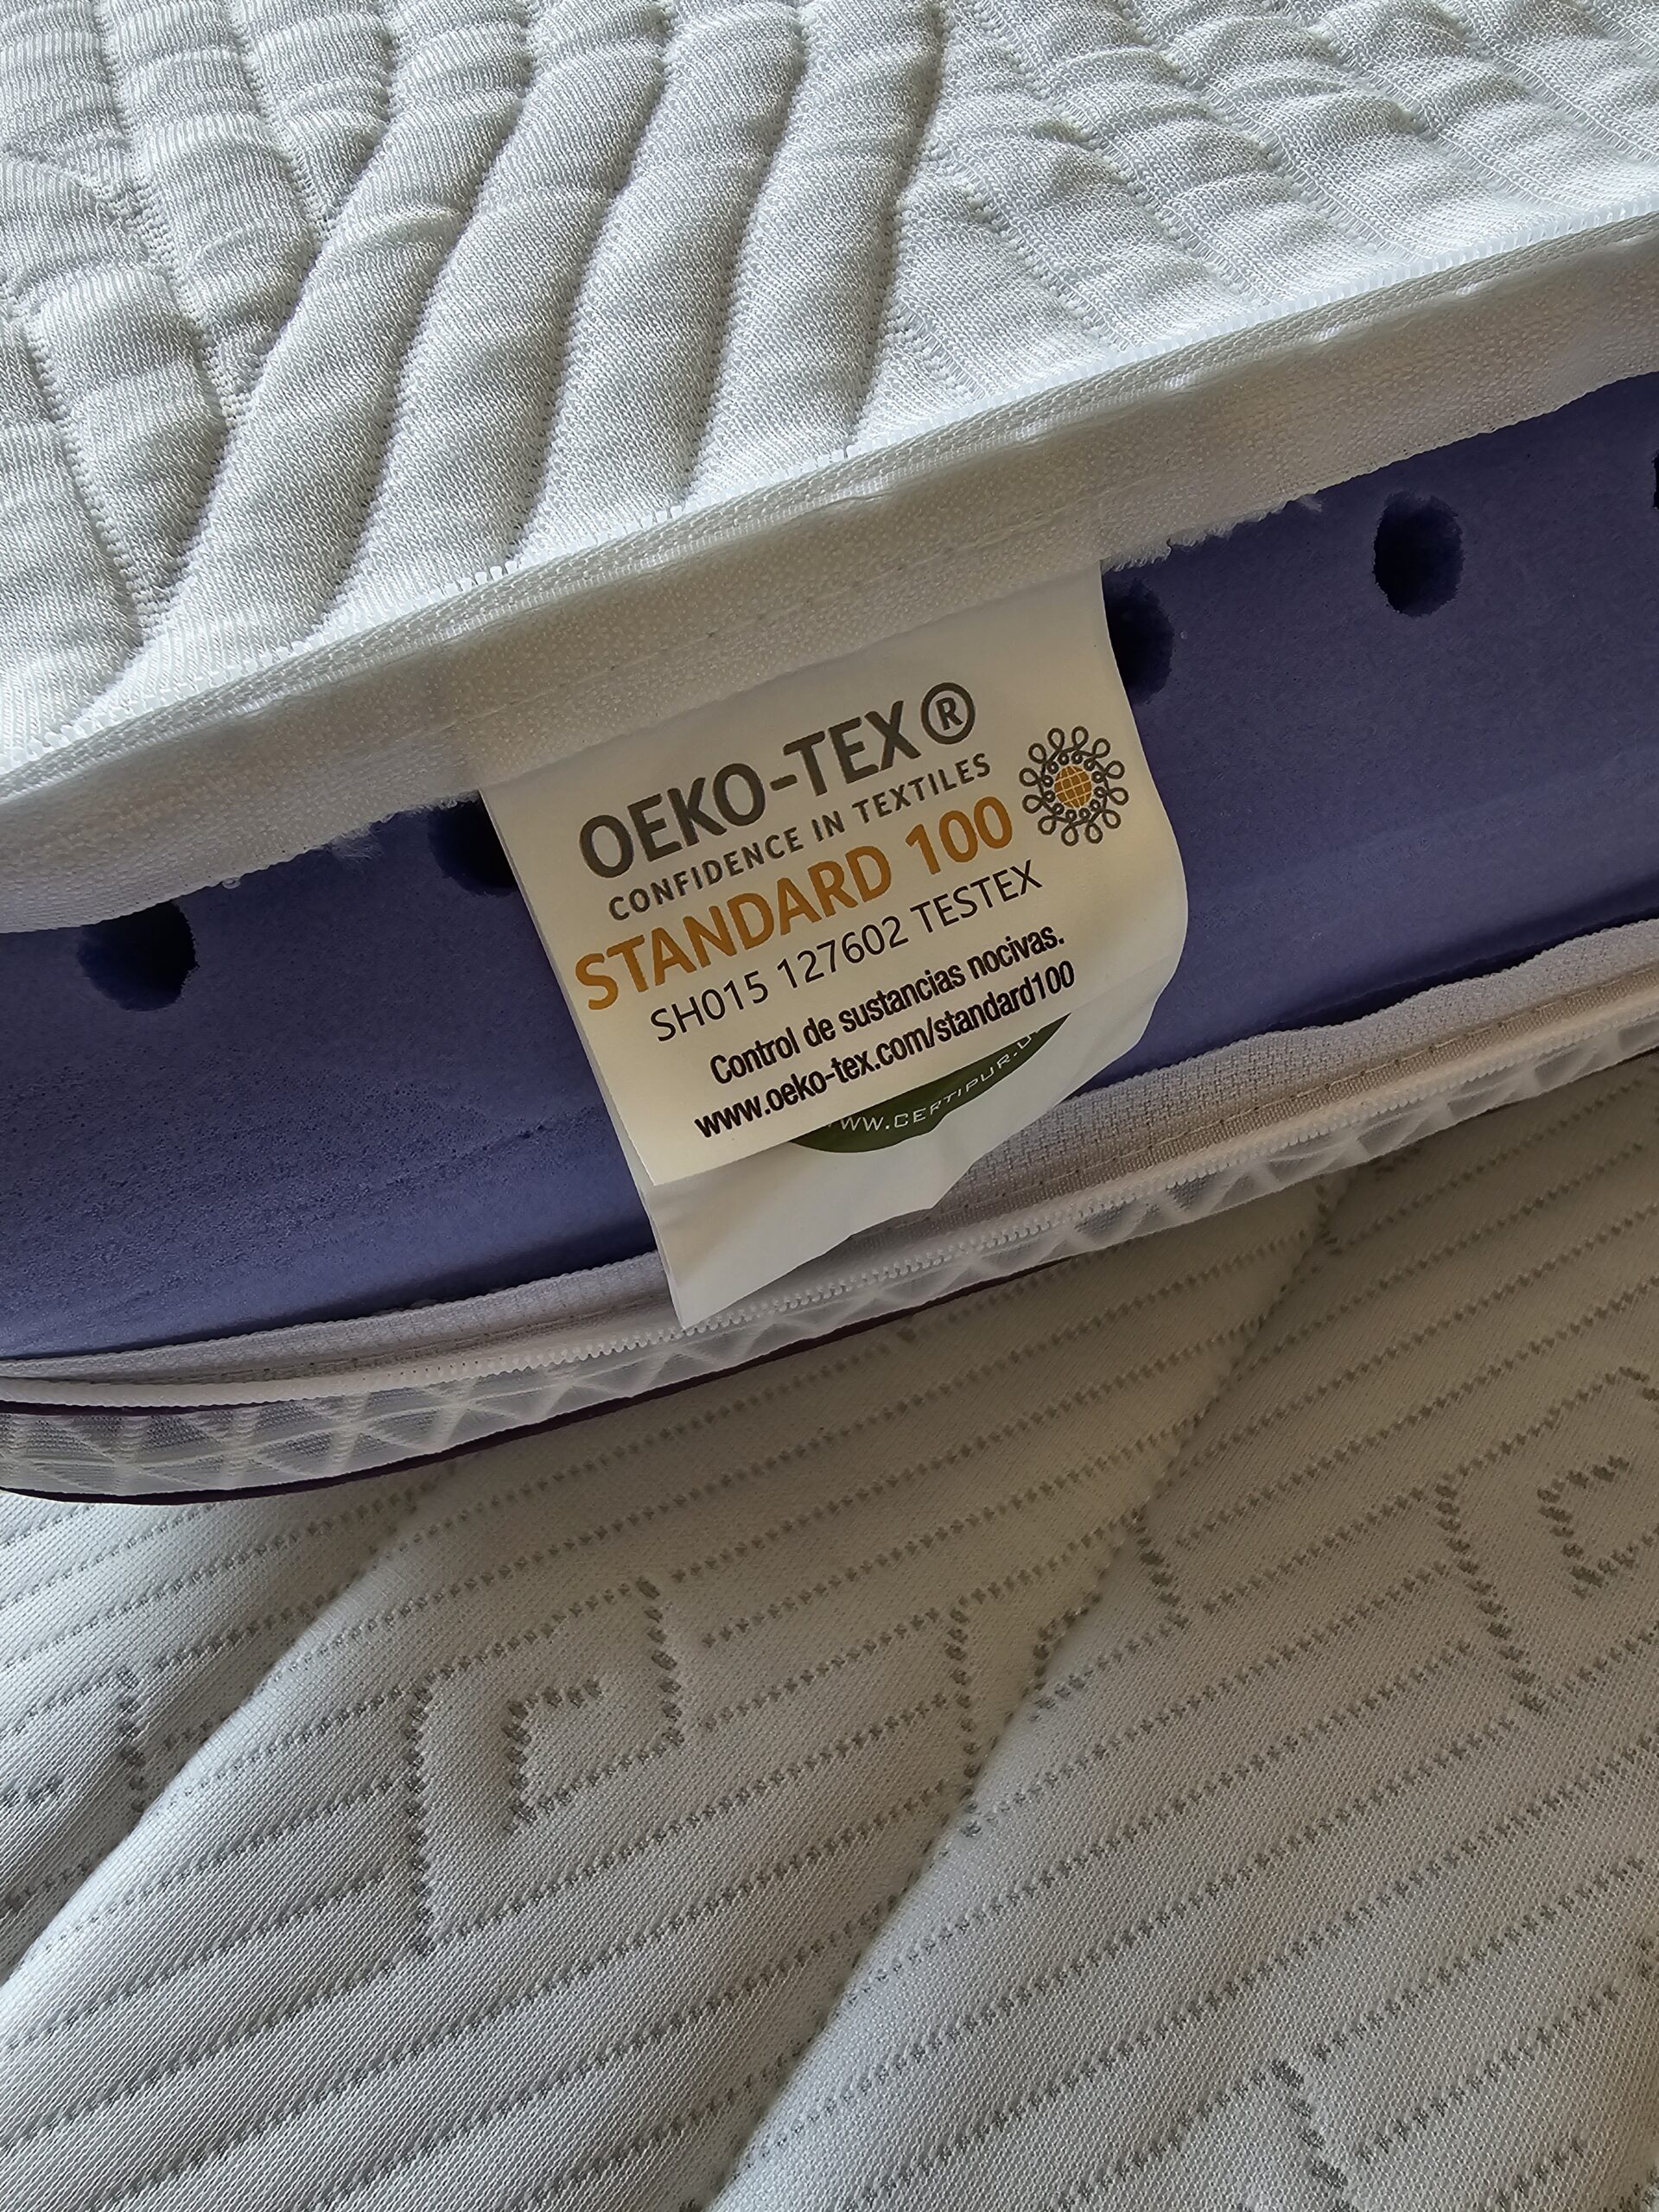 OEKO-TEX®
CONFIDENCE IN TEXTILES
STANDARD 100
SH015 127602 TESTEX
Control de sustancias nocivas.
www.oeko-tex.com/standard100